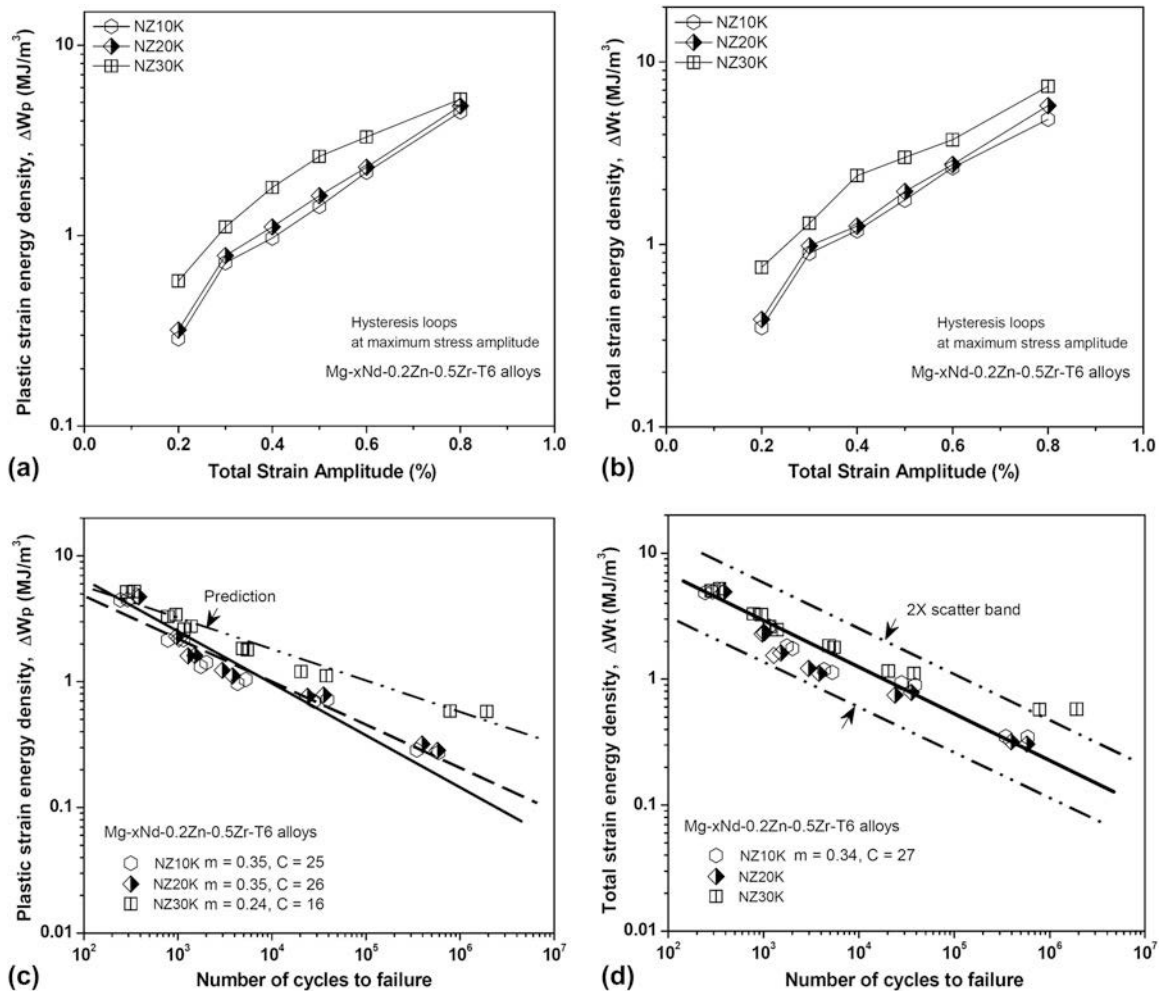 NZ10K
NZ20K
NZ30K
10
1
0.1
Plastic strain energy density, ΔWp (MJ/m³)
Hysteresis loops
at maximum stress amplitude
Mg-xNd-0.2Zn-0.5Zr-T6 alloys
0.0 0.2 0.4 0.6 0.8 1.0
(a)
Total Strain Amplitude (%)
NZ10K
NZ20K
NZ30K
10
1
0.1
Total strain energy density, ΔWt (MJ/m³)
Hysteresis loops
at maximum stress amplitude
Mg-xNd-0.2Zn-0.5Zr-T6 alloys
0.0 0.2 0.4 0.6 0.8 1.0
(b)
Total Strain Amplitude (%)
10
1
0.1
0.01
Plastic strain energy density, ΔWp (MJ/m³)
Prediction
Mg-xNd-0.2Zn-0.5Zr-T6 alloys
NZ10K m = 0.35, C = 25
NZ20K m = 0.35, C = 26
NZ30K m = 0.24, C = 16
10² 10³ 10⁴ 10⁵ 10⁶ 10⁷
(c)
Number of cycles to failure
10
1
0.1
0.01
Total strain energy density, ΔWt (MJ/m³)
2X scatter band
Mg-xNd-0.2Zn-0.5Zr-T6 alloys
NZ10K m = 0.34, C = 27
NZ20K
NZ30K
10² 10³ 10⁴ 10⁵ 10⁶ 10⁷
(d)
Number of cycles to failure